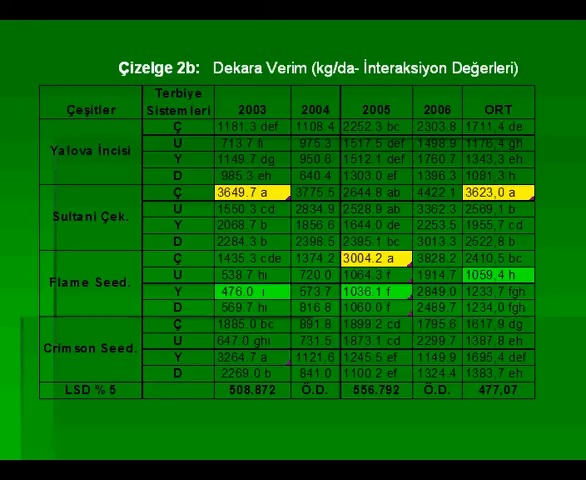 Çizelge 2b: Dekara Verim (kg/da- İnteraksiyon Değerleri)
Çeşitler Terbiye Sistemleri 2003 2004 2005 2006 ORT
Yalova İncisi
Ç 1181.3 def 1108.4 2252.3 bc 2303.8 1711,4 de
U 713.7 fı 975.3 1517.5 def 1498.9 1176,4 gh
Y 1149.7 dg 950.6 1512.1 def 1760.7 1343,3 eh
D 985.3 eh 640.4 1303.0 ef 1396.3 1081,3 h
Sultani Çek.
Ç 3649.7 a 3775.5 2644.8 ab 4422.1 3623,0 a
U 1550.3 cd 2834.9 2528.9 ab 3362.3 2569,1 b
Y 2068.7 b 1856.6 1644.0 de 2253.5 1955,7 cd
D 2284.3 b 2398.5 2395.1 bc 3013.3 2522,8 b
Flame Seed.
Ç 1435.3 cde 1374.2 3004.2 a 3828.2 2410,5 bc
U 538.7 hı 720.0 1064.3 f 1914.7 1059,4 h
Y 476.0 ı 573.7 1036.1 f 2849.0 1233,7 fgh
D 569.7 hı 816.8 1060.0 f 2489.7 1234,0 fgh
Crimson Seed.
Ç 1885.0 bc 891.8 1899.2 cd 1795.6 1617,9 dg
U 647.0 ghı 731.5 1873.1 cd 2299.7 1387,8 eh
Y 3264.7 a 1121.6 1245.5 ef 1149.9 1695,4 def
D 2269.0 b 841.0 1100.2 ef 1324.4 1383,7 eh
LSD % 5 508.872 Ö.D. 556.792 Ö.D. 477,07